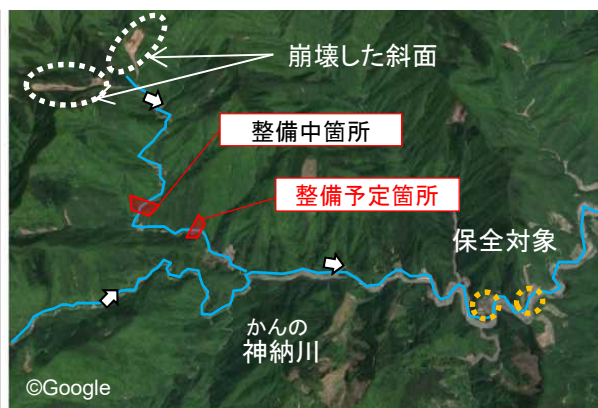 崩壊した斜面
整備中箇所
整備予定箇所
保全対象
かんの
神納川
©Google